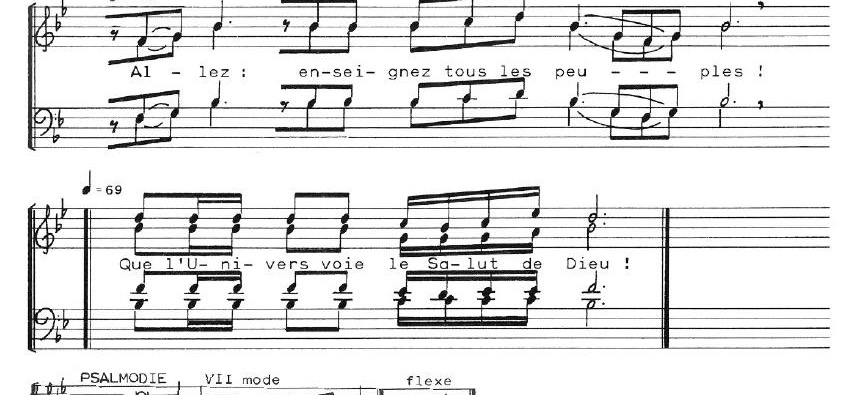 Al - lez : en-sei- gnez tous les peu - - - ples !
♩ = 69
Que l'U- ni- vers voie le Sa-lut de Dieu !
PSALMODIE VII mode flexe